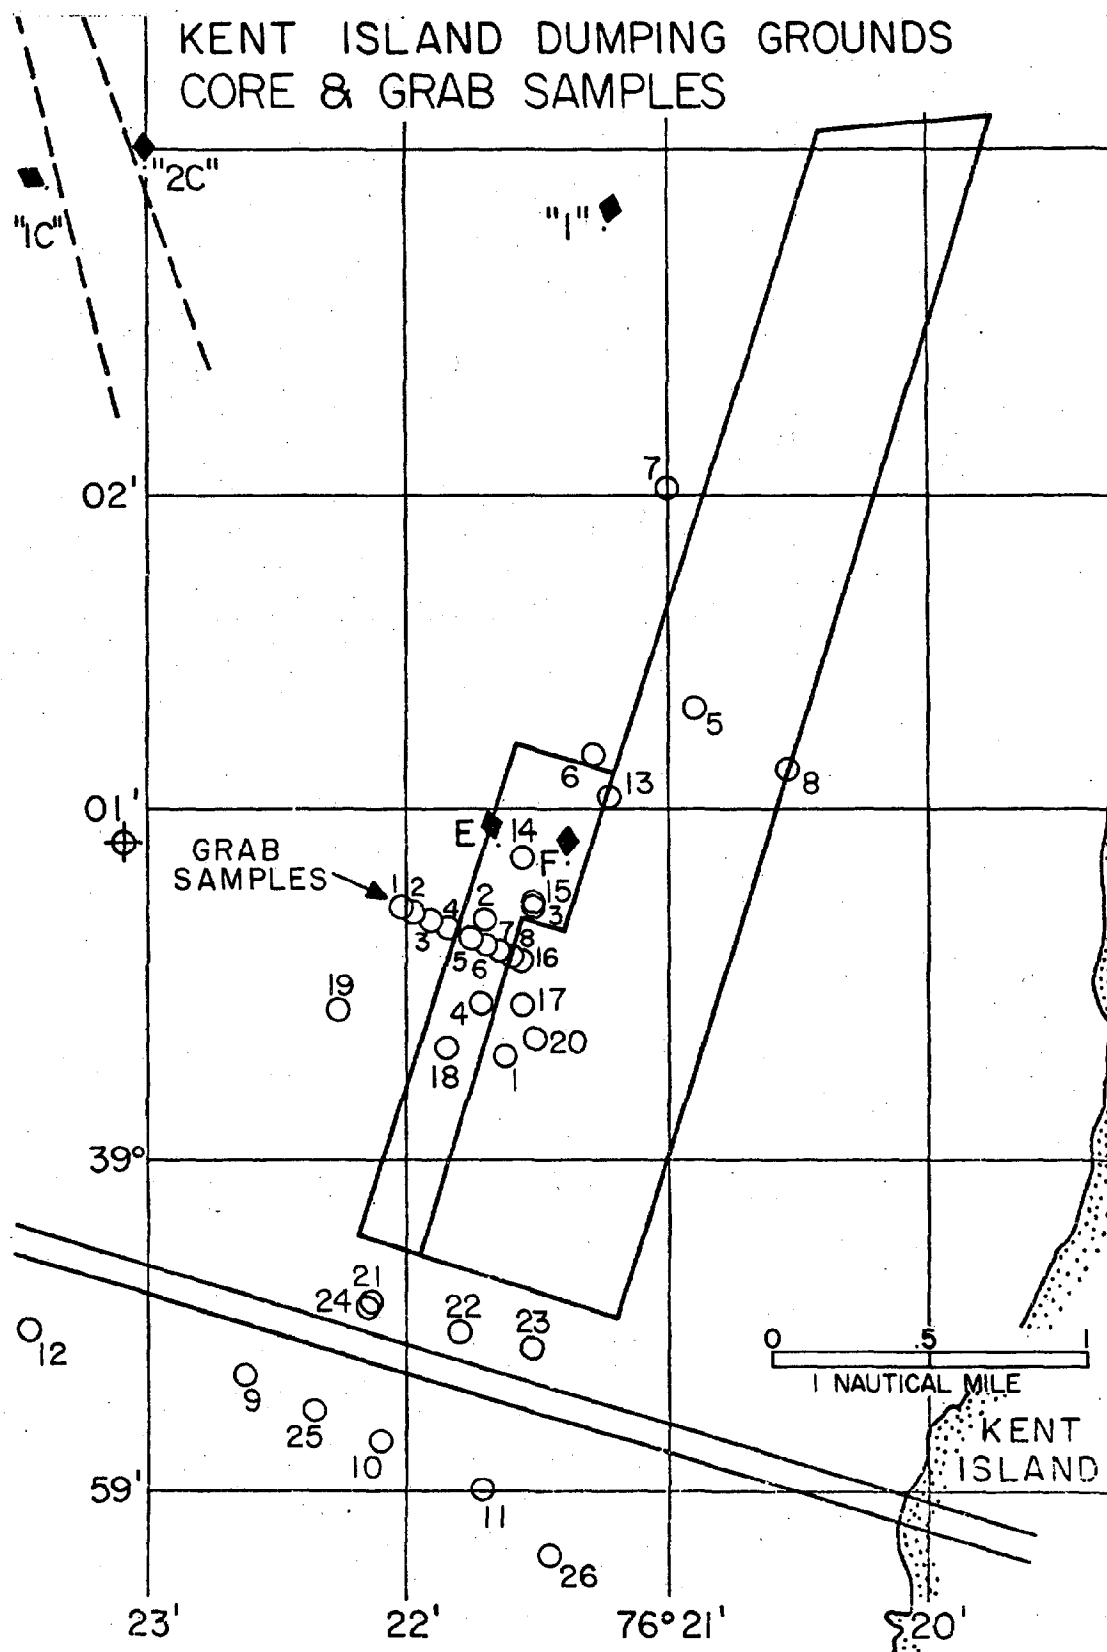 KENT ISLAND DUMPING GROUNDS
CORE & GRAB SAMPLES
"2C"
"1C"
"1"
7
02'
5
6
13
8
01'
E
14
F
GRAB
SAMPLES
1 2
4
2
15
3
3
5
6
7
8
16
19
4
17
20
18
1
39°
21
24
22
23
12
0 .5 1
1 NAUTICAL MILE
9
25
10
KENT
ISLAND
59'
11
26
23' 22' 76°21' 20'